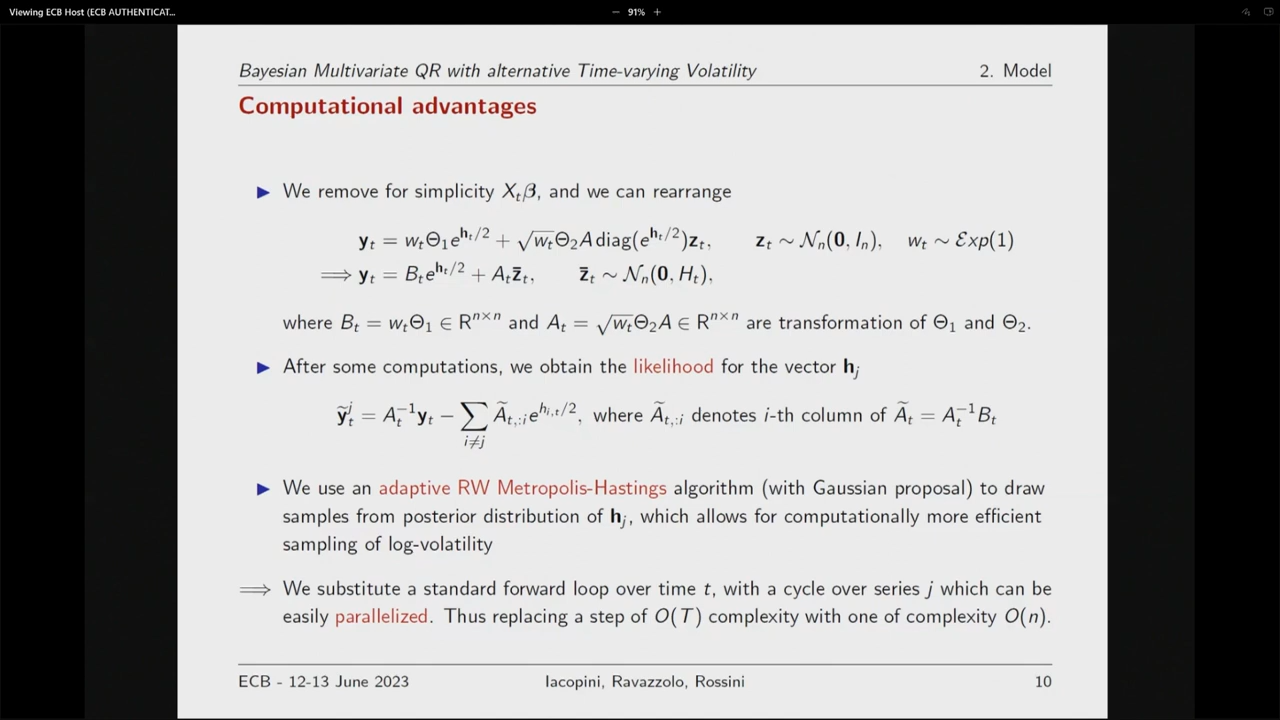 Viewing ECB Host (ECB AUTHENTICAT...
− 91% +
Bayesian Multivariate QR with alternative Time-varying Volatility 2. Model
Computational advantages
▶ We remove for simplicity X_tβ, and we can rearrange
y_t = w_tΘ_1e^{h_t/2} + √w_tΘ_2A diag(e^{h_t/2})z_t, z_t ∼ N_n(0, I_n), w_t ∼ Exp(1)
⟹ y_t = B_te^{h_t/2} + A_tz̄_t, z̄_t ∼ N_n(0, H_t),
where B_t = w_tΘ_1 ∈ R^{n×n} and A_t = √w_tΘ_2A ∈ R^{n×n} are transformation of Θ_1 and Θ_2.
▶ After some computations, we obtain the likelihood for the vector h_j
ỹ_t^j = A_t^{-1}y_t − ∑_{i≠j} Ã_{t,:i}e^{h_{i,t}/2}, where Ã_{t,:i} denotes i-th column of Ã_t = A_t^{-1}B_t
▶ We use an adaptive RW Metropolis-Hastings algorithm (with Gaussian proposal) to draw
samples from posterior distribution of h_j, which allows for computationally more efficient
sampling of log-volatility
⟹ We substitute a standard forward loop over time t, with a cycle over series j which can be
easily parallelized. Thus replacing a step of O(T) complexity with one of complexity O(n).
ECB - 12-13 June 2023 Iacopini, Ravazzolo, Rossini 10